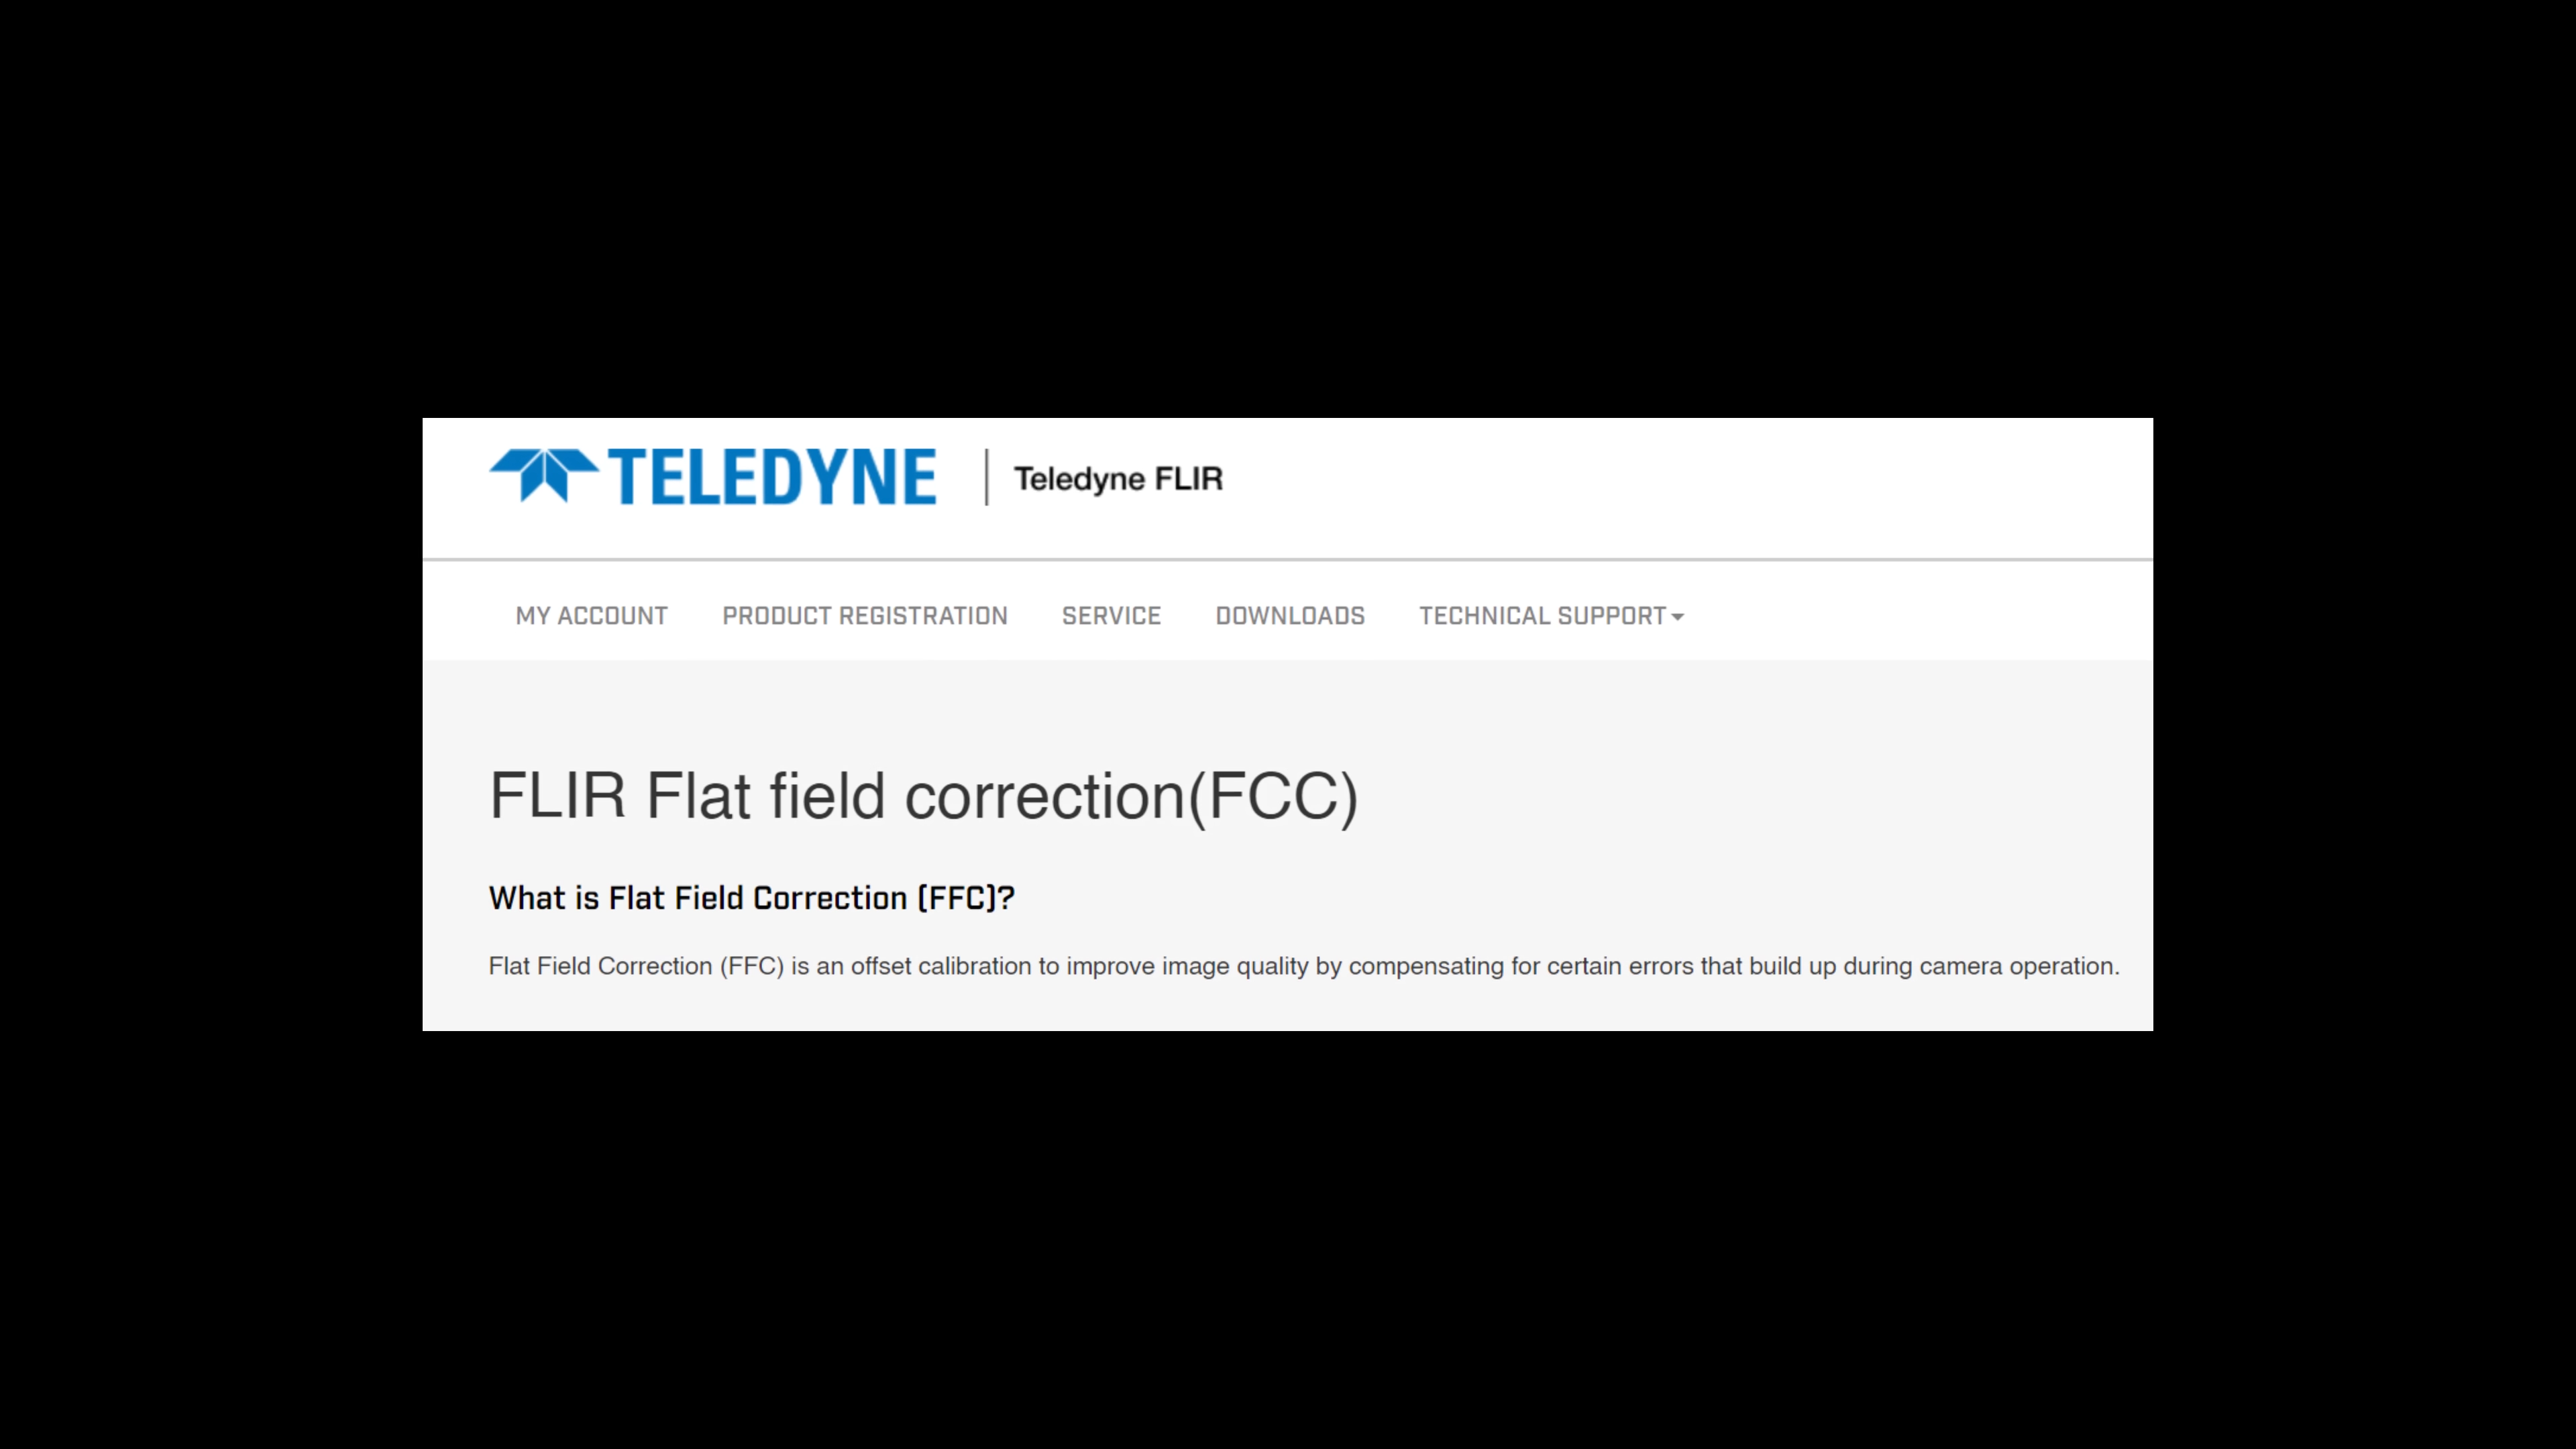 TELEDYNE | Teledyne FLIR
MY ACCOUNT PRODUCT REGISTRATION SERVICE DOWNLOADS TECHNICAL SUPPORT
FLIR Flat field correction(FCC)
What is Flat Field Correction (FFC)?
Flat Field Correction (FFC) is an offset calibration to improve image quality by compensating for certain errors that build up during camera operation.